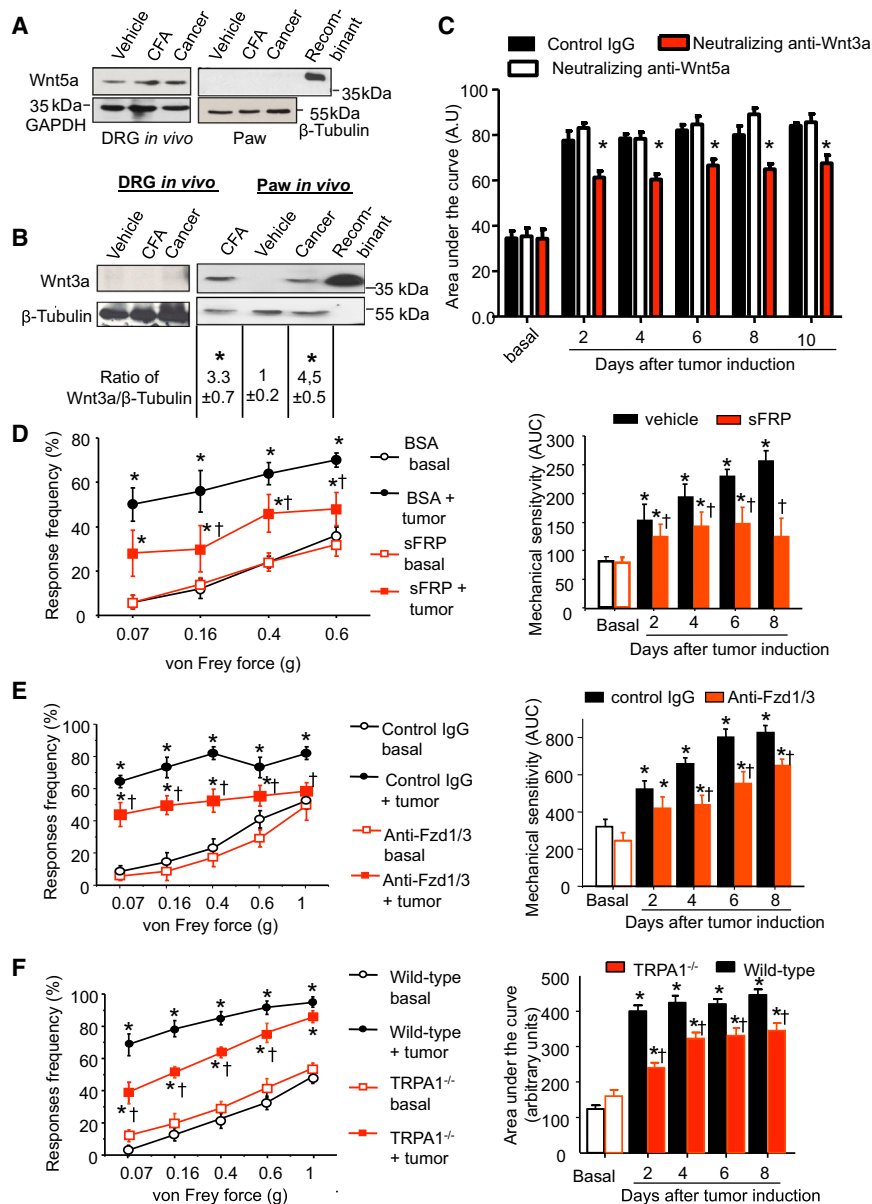 A
Vehicle
CFA
Cancer
Vehicle
CFA
Cancer
Recom-
binant
Wnt5a
35kDa
35 kDa
GAPDH
55kDa
β-Tubulin
DRG in vivo
Paw
B
DRG in vivo
Paw in vivo
Vehicle
CFA
Cancer
CFA
Vehicle
Cancer
Recom-
binant
Wnt3a
35 kDa
β-Tubulin
55 kDa
* *
Ratio of
Wnt3a/β-Tubulin
3.3
±0.7
1
±0.2
4,5
±0.5
C
Control IgG
Neutralizing anti-Wnt3a
Neutralizing anti-Wnt5a
Area under the curve (A.U)
100
80
60
40
20
0.0
* * * * *
basal
2 4 6 8 10
Days after tumor induction
D
Response frequency (%)
80
60
40
20
0
* * * *
* *† *† *†
0.07 0.16 0.4 0.6
von Frey force (g)
BSA
basal
BSA +
tumor
sFRP
basal
sFRP +
tumor
vehicle
sFRP
Mechanical sensityvity (AUC)
300
250
200
150
100
50
0
* * * *
*† *† *† †
Basal
2 4 6 8
Days after tumor induction
E
Responses frequency (%)
100
80
60
40
20
0
* * * * *
*† *† *† *† †
0.07 0.16 0.4 0.6 1
von Frey force (g)
Control IgG
basal
Control IgG
+ tumor
Anti-Fzd1/3
basal
Anti-Fzd1/3
+ tumor
control IgG
Anti-Fzd1/3
Mechanical sensitivity (AUC)
800
600
400
200
0
* * * *
* *† *† *†
Basal
2 4 6 8
Days after tumor induction
F
Responses frequency (%)
100
80
60
40
20
0
* * * * *
*† *† *† *† *
0.07 0.16 0.4 0.6 1
von Frey force (g)
Wild-type
basal
Wild-type
+ tumor
TRPA1-/-
basal
TRPA1-/-
+ tumor
TRPA1-/-
Wild-type
Area under the curve
(arbitrary units)
500
400
300
200
100
0
* * * *
*† *† *† *†
Basal
2 4 6 8
Days after tumor induction